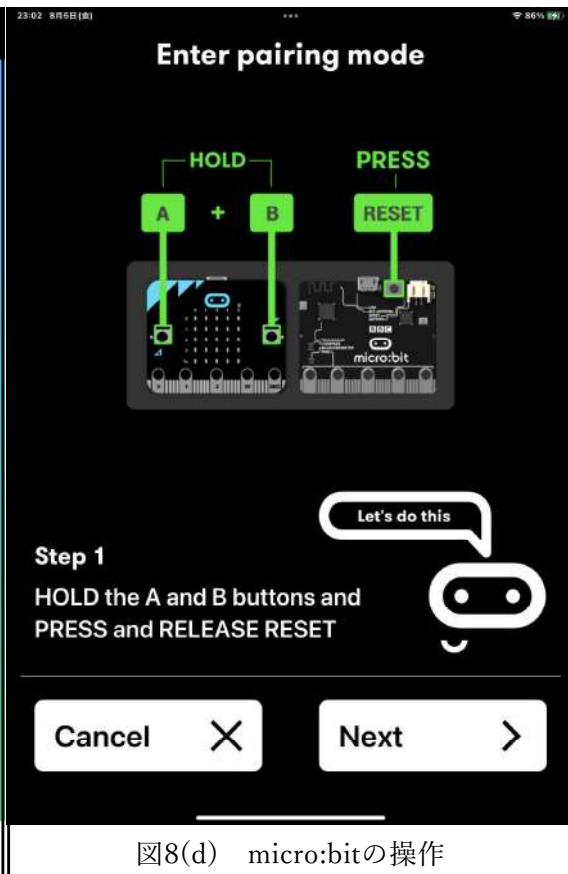 23:02 8月5日(金)
86%
Enter pairing mode
HOLD
PRESS
A + B
RESET
BBC
micro:bit
Let's do this
Step 1
HOLD the A and B buttons and
PRESS and RELEASE RESET
Cancel
Next
図8(d) micro:bitの操作